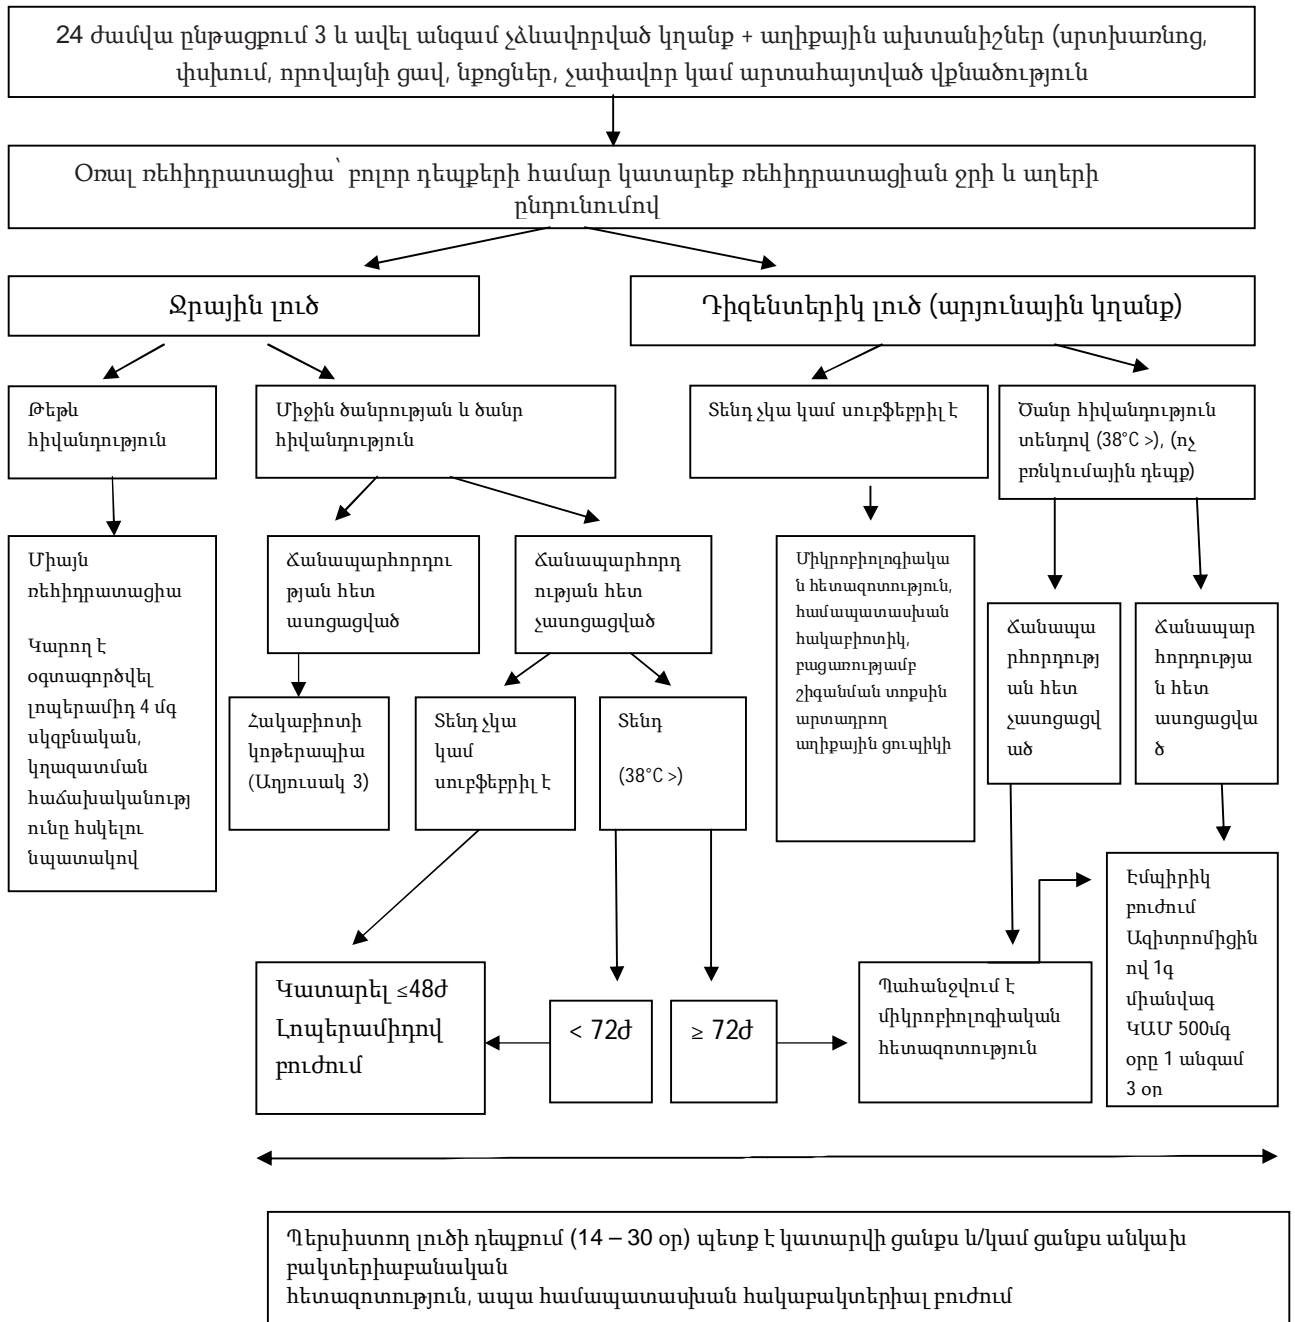 24 ժամվա ընթացքում 3 և ավել անգամ չձևավորված կղանք + աղիքային ախտանիշներ (սրտխառնոց,
փսխում, որովայնի ցավ, նքոցներ, չափավոր կամ արտահայտված վքնածություն
Օռալ ռեհիդրատացիա՝ բոլոր դեպքերի համար կատարեք ռեհիդրատացիան ջրի և աղերի
ընդունումով
Ջրային լուծ
Դիզենտերիկ լուծ (արյունային կղանք)
Թեթև
հիվանդություն
Միջին ծանրության և ծանր
հիվանդություն
Տենդ չկա կամ սուբֆեբրիլ է
Ծանր հիվանդություն
տենդով (38°C >), (ոչ
բռնկումային դեպք)
Միայն
ռեհիդրատացիա
Կարող է
օգտագործվել
լոպերամիդ 4 մգ
սկզբնական,
կղազատման
հաճախականությ
ունը հսկելու
նպատակով
Ճանապարհորդու
թյան հետ
ասոցացված
Ճանապարհորդ
ության հետ
չասոցացված
Միկրոբիոլոգիակա
ն հետազոտություն,
համապատասխան
հակաբիոտիկ,
բացառությամբ
շիգանման տոքսին
արտադրող
աղիքային ցուպիկի
Ճանապա
րհորդությ
ան հետ
չասոցացվ
ած
Ճանապար
հորդությա
ն հետ
ասոցացվա
ծ
Հակաբիոտի
կոթերապիա
(Աղյուսակ 3)
Տենդ չկա
կամ
սուբֆեբրիլ է
Տենդ
(38°C >)
Էմպիրիկ
բուժում
Ազիտրոմիցին
ով 1գ
միանվագ
ԿԱՄ 500մգ
օրը 1 անգամ
3 օր
Կատարել ≤48ժ
Լոպերամիդով
բուժում
< 72ժ
≥ 72ժ
Պահանջվում է
միկրոբիոլոգիական
հետազոտություն
Պերսիստող լուծի դեպքում (14 – 30 օր) պետք է կատարվի ցանքս և/կամ ցանքս անկախ
բակտերիաբանական
հետազոտություն, ապա համապատասխան հակաբակտերիալ բուժում